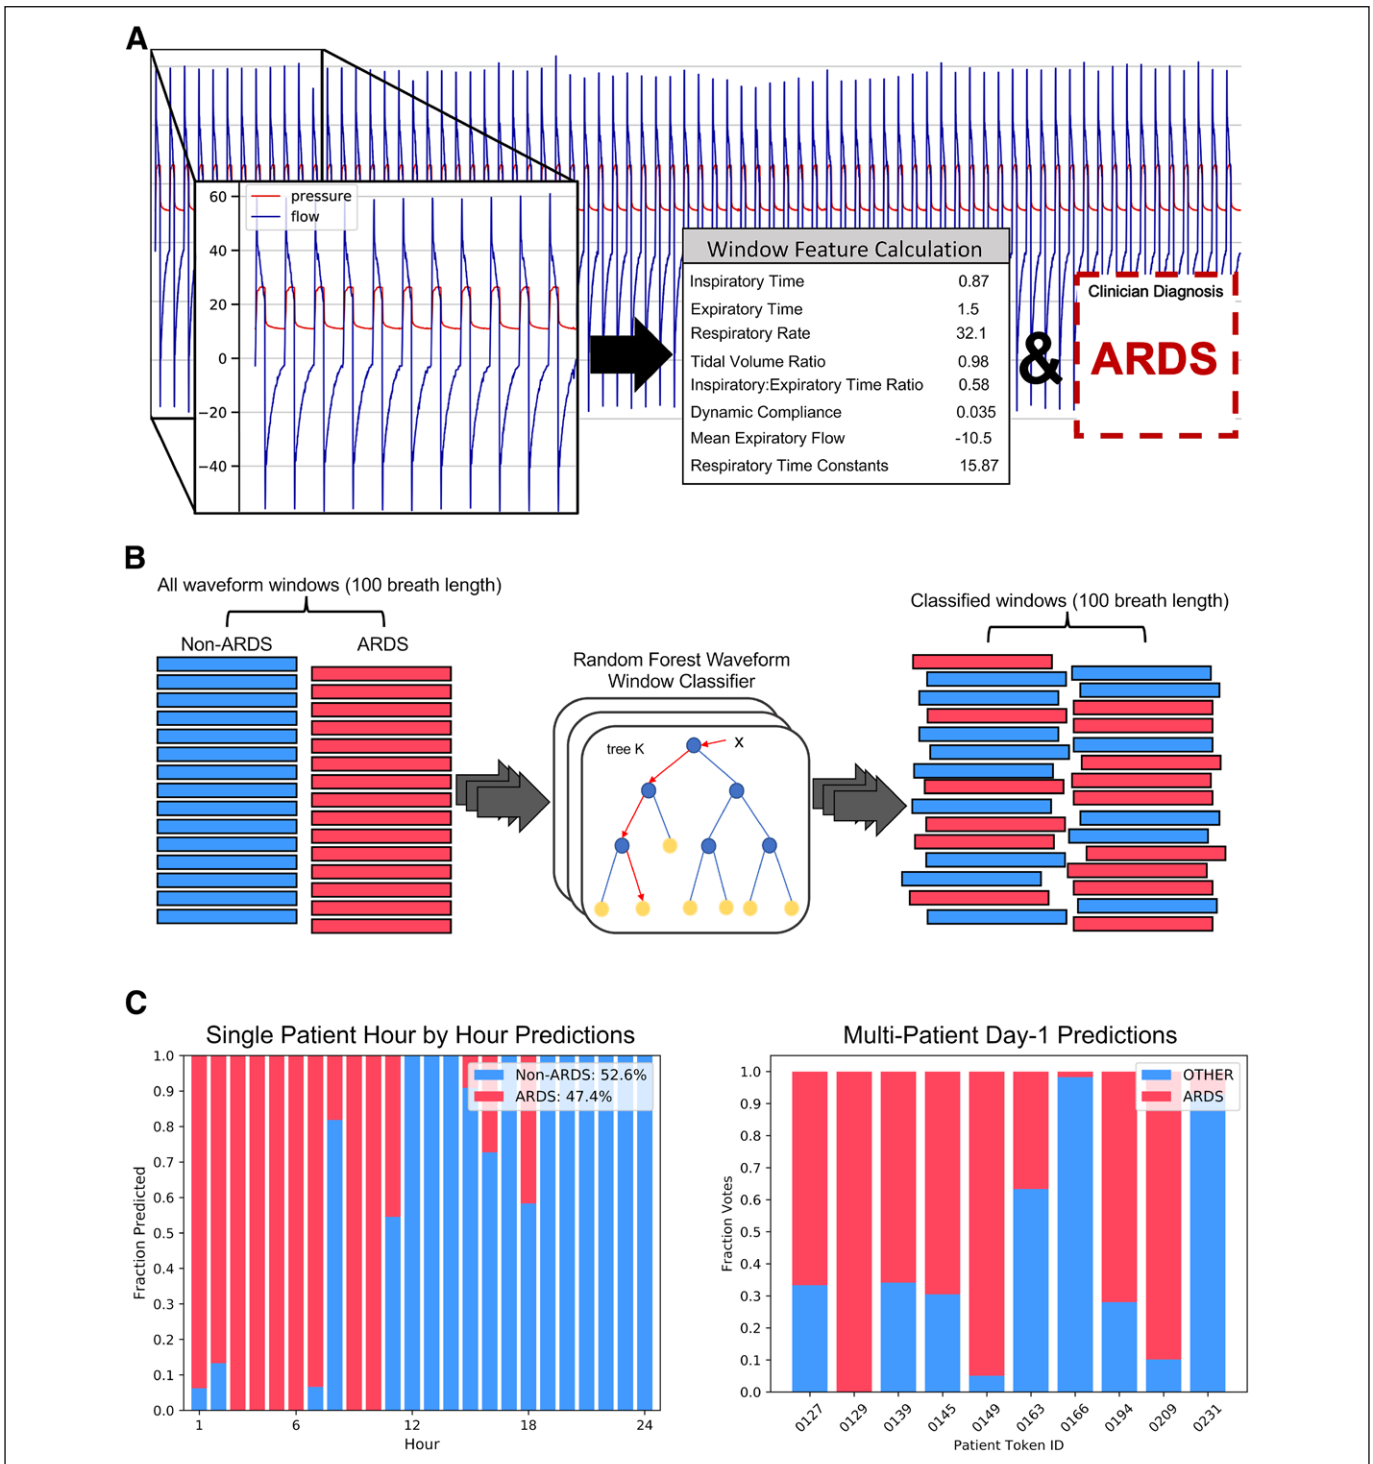 A
60
40
20
0
−20
−40
pressure
flow
Window Feature Calculation
Inspiratory Time 0.87
Expiratory Time 1.5
Respiratory Rate 32.1
Tidal Volume Ratio 0.98
Inspiratory:Expiratory Time Ratio 0.58
Dynamic Compliance 0.035
Mean Expiratory Flow -10.5
Respiratory Time Constants 15.87
&
Clinician Diagnosis
ARDS
B
All waveform windows (100 breath length)
Non-ARDS ARDS
Random Forest Waveform
Window Classifier
tree K
X
Classified windows (100 breath length)
C
Single Patient Hour by Hour Predictions
Non-ARDS: 52.6%
ARDS: 47.4%
Fraction Predicted
1.0
0.9
0.8
0.7
0.6
0.5
0.4
0.3
0.2
0.1
0.0
1 6 12 18 24
Hour
Multi-Patient Day-1 Predictions
OTHER
ARDS
Fraction Votes
1.0
0.9
0.8
0.7
0.6
0.5
0.4
0.3
0.2
0.1
0.0
0127 0129 0139 0145 0149 0163 0166 0194 0209 0231
Patient Token ID